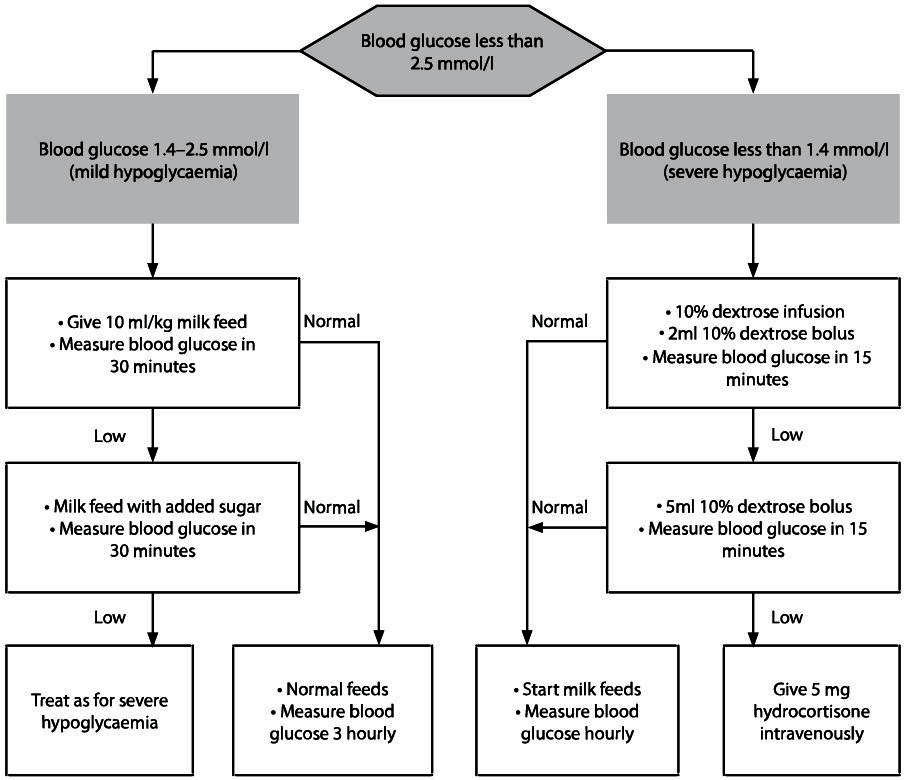 Blood glucose less than
2.5 mmol/l
Blood glucose 1.4–2.5 mmol/l
(mild hypoglycaemia)
Blood glucose less than 1.4 mmol/l
(severe hypoglycaemia)
• Give 10 ml/kg milk feed
• Measure blood glucose in
30 minutes
Normal
Normal
• 10% dextrose infusion
• 2ml 10% dextrose bolus
• Measure blood glucose in 15
minutes
Low
Low
• Milk feed with added sugar
• Measure blood glucose in
30 minutes
Normal
Normal
• 5ml 10% dextrose bolus
• Measure blood glucose in 15
minutes
Low
Low
Treat as for severe
hypoglycaemia
• Normal feeds
• Measure blood
glucose 3 hourly
• Start milk feeds
• Measure blood
glucose hourly
Give 5 mg
hydrocortisone
intravenously